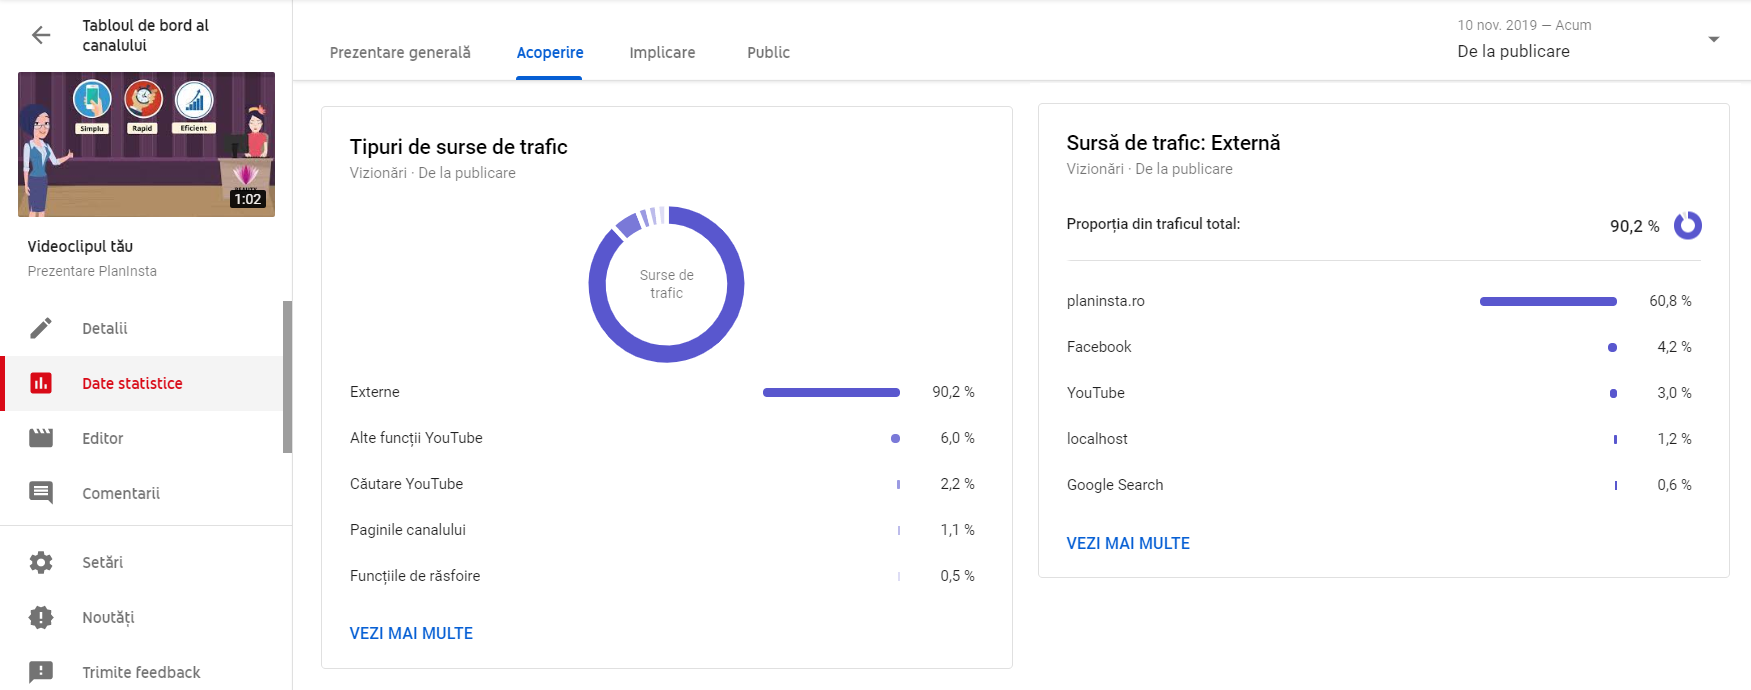 Tabloul de bord al
canalului
Simplu
Rapid
Eficient
1:02
Videoclipul tău
Prezentare PlanInsta
Detalii
Date statistice
Editor
Comentarii
Setări
Noutăți
Trimite feedback
Prezentare generală
Acoperire
Implicare
Public
10 nov. 2019 — Acum
De la publicare
Tipuri de surse de trafic
Vizionări · De la publicare
Surse de
trafic
Externe 90,2 %
Alte funcții YouTube 6,0 %
Căutare YouTube 2,2 %
Paginile canalului 1,1 %
Funcțiile de răsfoire 0,5 %
VEZI MAI MULTE
Sursă de trafic: Externă
Vizionări · De la publicare
Proporția din traficul total: 90,2 %
planinsta.ro 60,8 %
Facebook 4,2 %
YouTube 3,0 %
localhost 1,2 %
Google Search 0,6 %
VEZI MAI MULTE